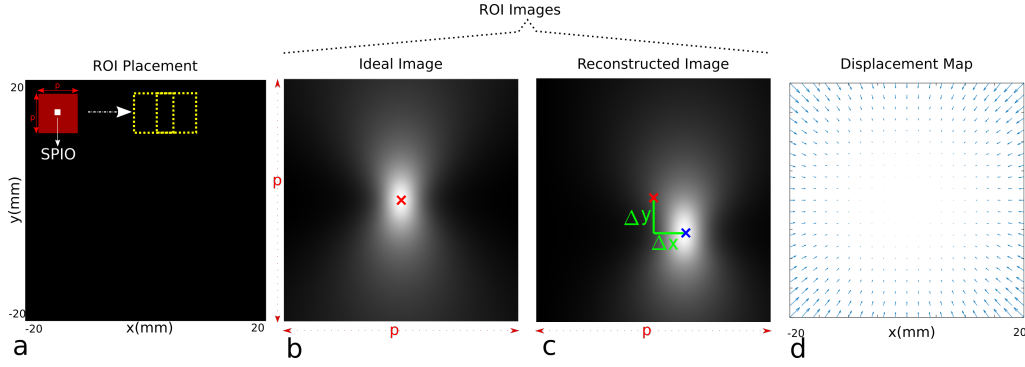 ROI Images
ROI Placement
Ideal Image
Reconstructed Image
Displacement Map
20
p
p
SPIO
y(mm)
-20
-20
x(mm)
20
a
p
p
b
Δy
Δx
p
c
-20
x(mm)
20
d